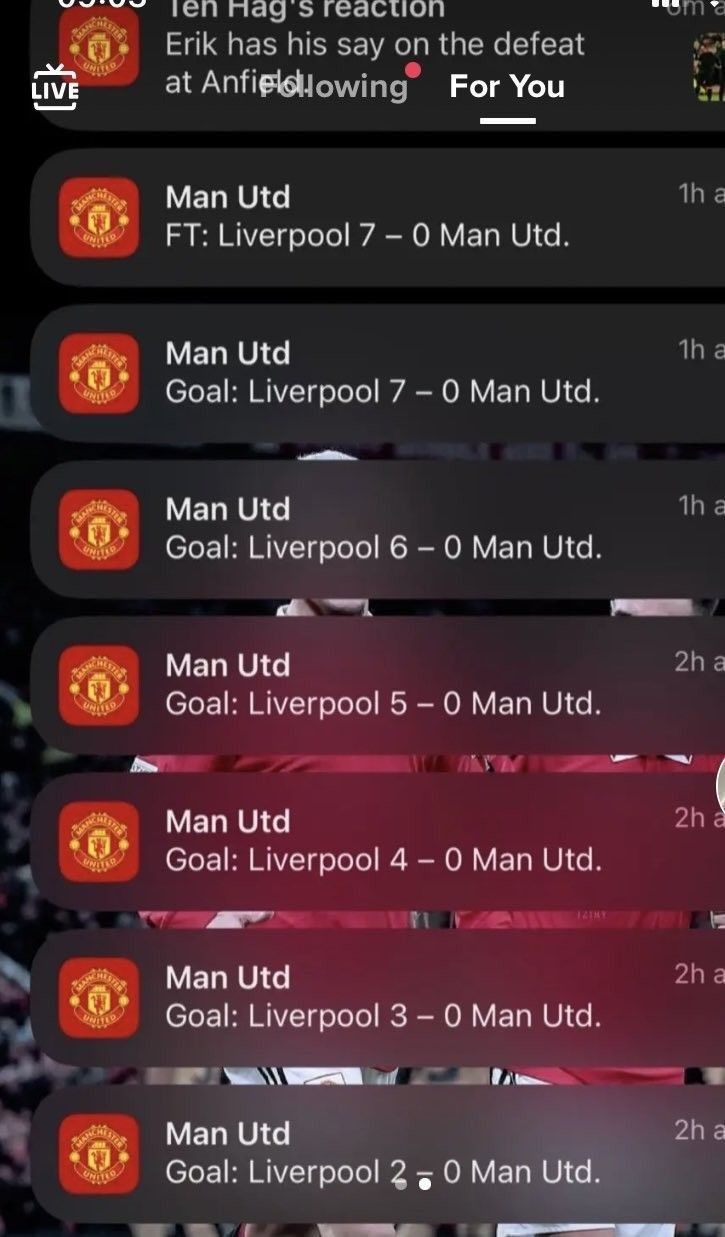 09:05
Ten Hag's reaction
Erik has his say on the defeat
at Anfield.
LIVE
Following
For You
Man Utd
1h a
FT: Liverpool 7 – 0 Man Utd.
Man Utd
1h a
Goal: Liverpool 7 – 0 Man Utd.
Man Utd
1h a
Goal: Liverpool 6 – 0 Man Utd.
Man Utd
2h a
Goal: Liverpool 5 – 0 Man Utd.
Man Utd
2h a
Goal: Liverpool 4 – 0 Man Utd.
Man Utd
2h a
Goal: Liverpool 3 – 0 Man Utd.
Man Utd
2h a
Goal: Liverpool 2 – 0 Man Utd.
MANCHESTER
UNITED